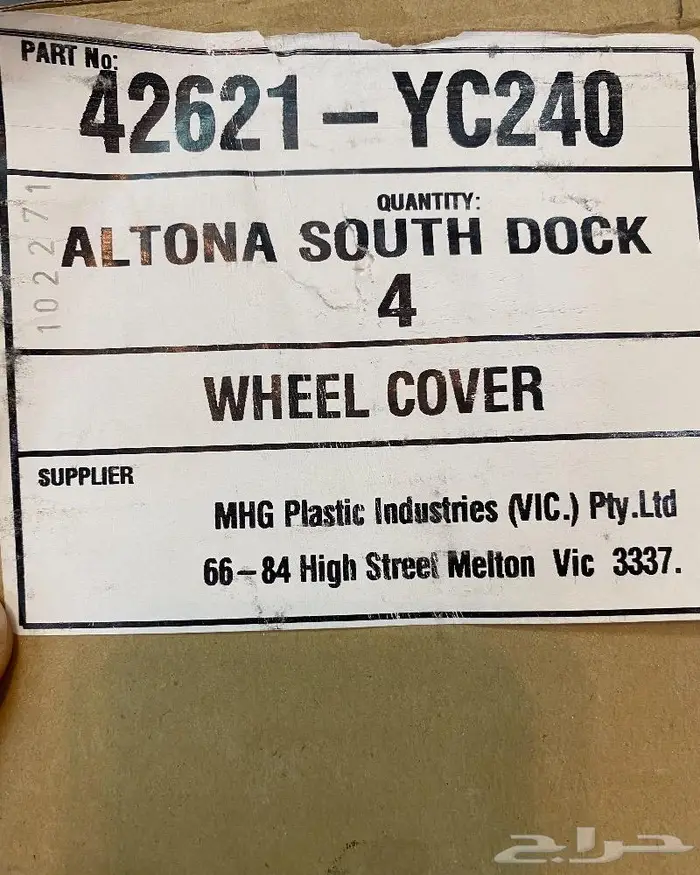 PART No:
42621-YC240
QUANTITY:
ALTONA SOUTH DOCK
4
102271
WHEEL COVER
SUPPLIER
MHG Plastic Industries (VIC.) Pty.Ltd
66-84 High Street Melton Vic 3337.
حراج